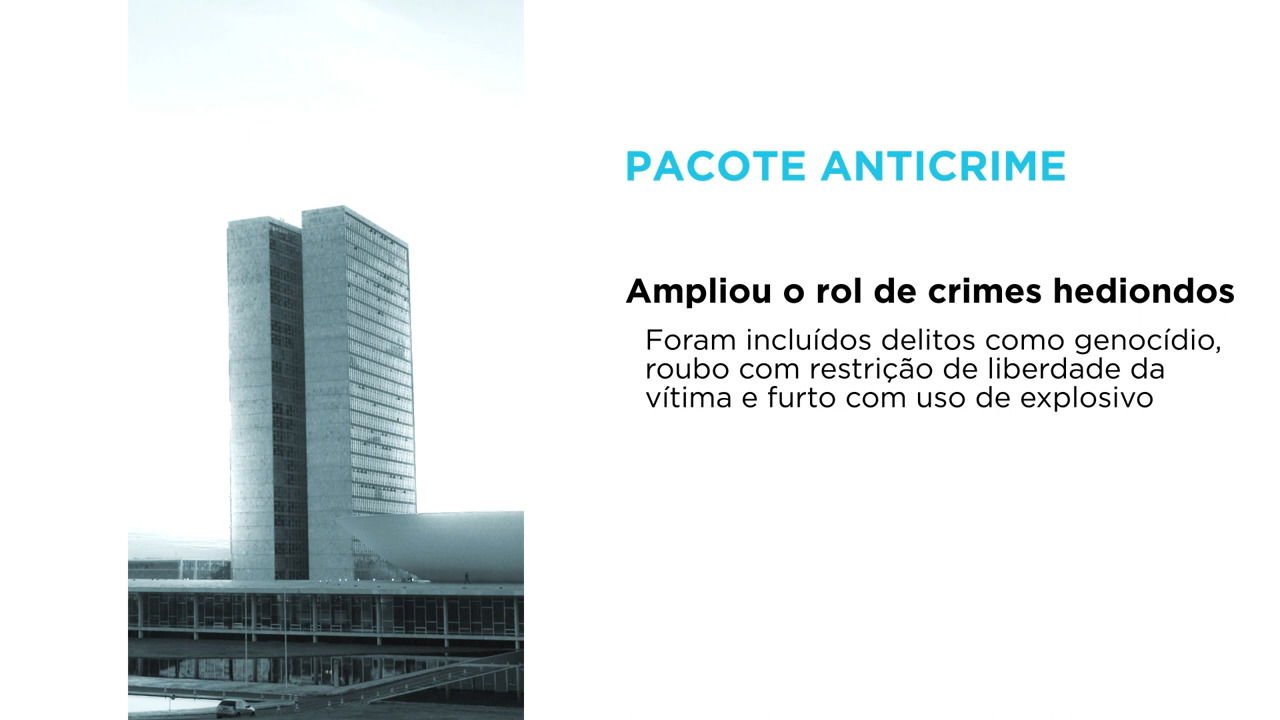 PACOTE ANTICRIME
Ampliou o rol de crimes hediondos
Foram incluídos delitos como genocídio,
roubo com restrição de liberdade da
vítima e furto com uso de explosivo